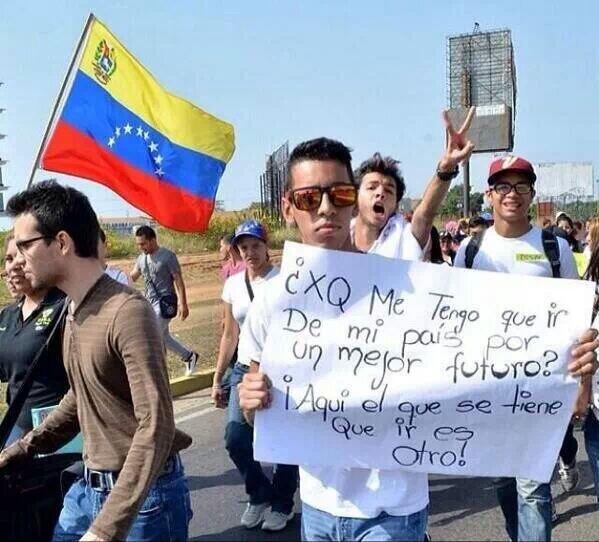 ¿XQ Me Tengo que ir
De mi país por
un mejor futuro?
¡Aquí el que se tiene
Que ir es
Otro!